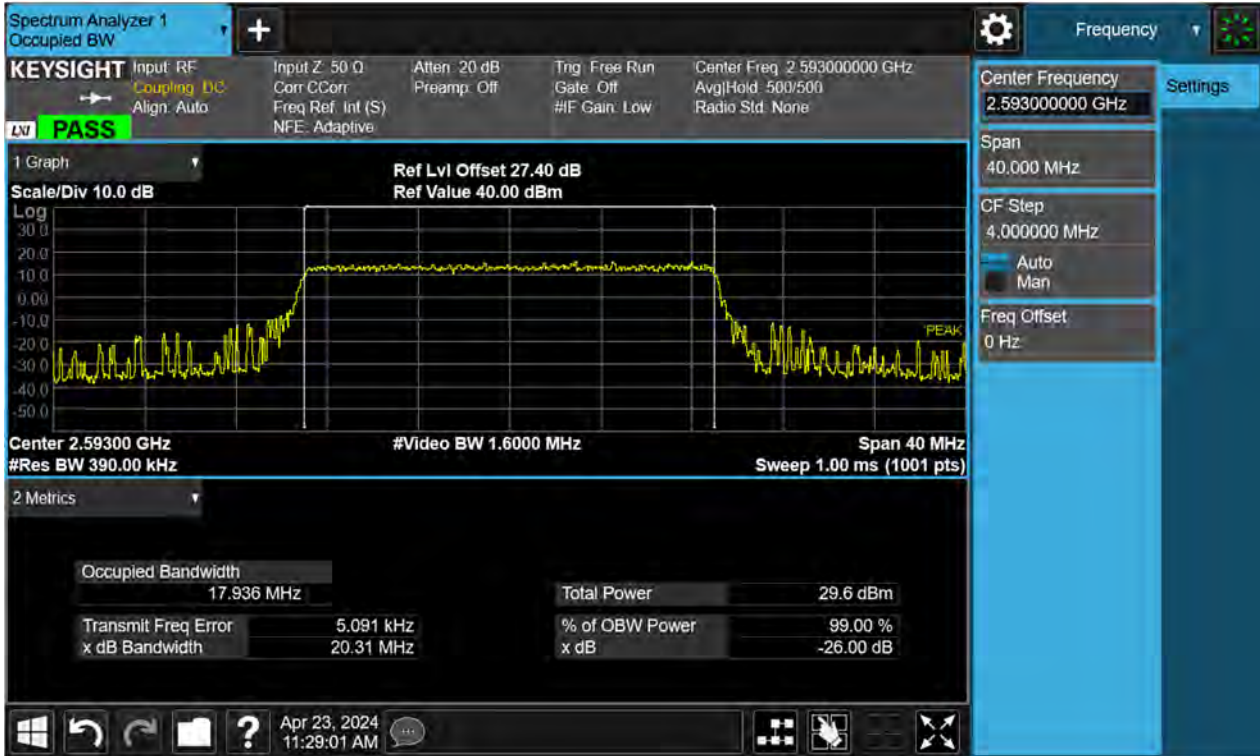 Spectrum Analyzer 1
Occupied BW
+
Frequency
KEYSIGHT
Input: RF
Coupling: DC
Align: Auto
Input Z: 50 Ω
Corr CCorr
Freq Ref: Int (S)
NFE: Adaptive
Atten: 20 dB
Preamp: Off
Trig: Free Run
Gate: Off
#IF Gain: Low
Center Freq: 2.593000000 GHz
Avg|Hold: 500/500
Radio Std: None
LXI
PASS
Center Frequency
2.593000000 GHz
Settings
Span
40.000 MHz
CF Step
4.000000 MHz
Auto
Man
Freq Offset
0 Hz
1 Graph
Scale/Div 10.0 dB
Ref Lvl Offset 27.40 dB
Ref Value 40.00 dBm
Log
30.0
20.0
10.0
0.00
-10.0
-20.0
-30.0
-40.0
-50.0
PEAK
Center 2.59300 GHz
#Video BW 1.6000 MHz
Span 40 MHz
#Res BW 390.00 kHz
Sweep 1.00 ms (1001 pts)
2 Metrics
Occupied Bandwidth
17.936 MHz
Total Power 29.6 dBm
Transmit Freq Error 5.091 kHz
% of OBW Power 99.00 %
x dB Bandwidth 20.31 MHz
x dB -26.00 dB
?
Apr 23, 2024
11:29:01 AM